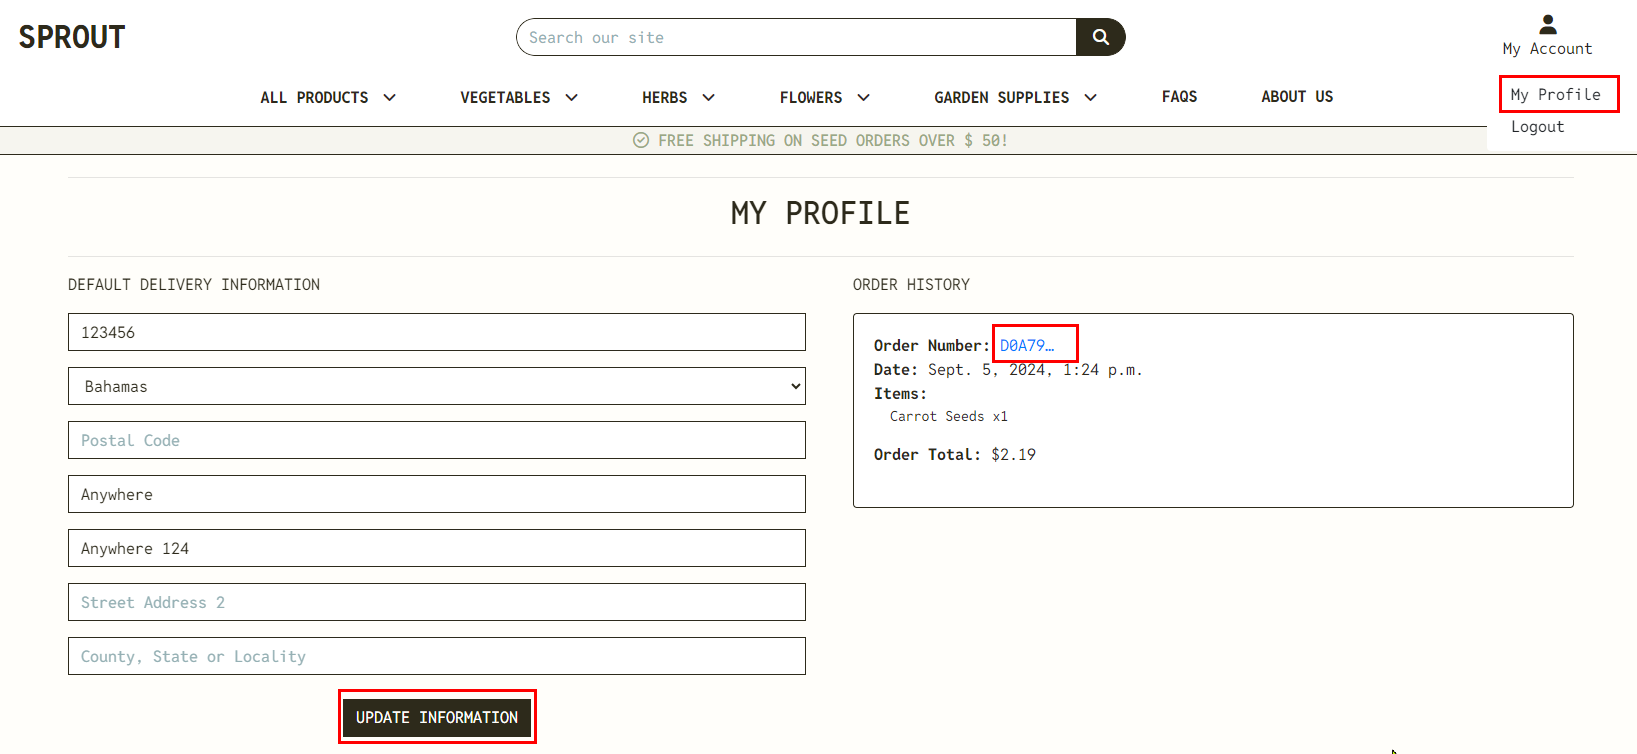 SPROUT
Search our site
My Account
ALL PRODUCTS
VEGETABLES
HERBS
FLOWERS
GARDEN SUPPLIES
FAQS
ABOUT US
My Profile
Logout
FREE SHIPPING ON SEED ORDERS OVER $ 50!
MY PROFILE
DEFAULT DELIVERY INFORMATION
123456
Bahamas
Postal Code
Anywhere
Anywhere 124
Street Address 2
County, State or Locality
UPDATE INFORMATION
ORDER HISTORY
Order Number: D0A79…
Date: Sept. 5, 2024, 1:24 p.m.
Items:
Carrot Seeds x1
Order Total: $2.19